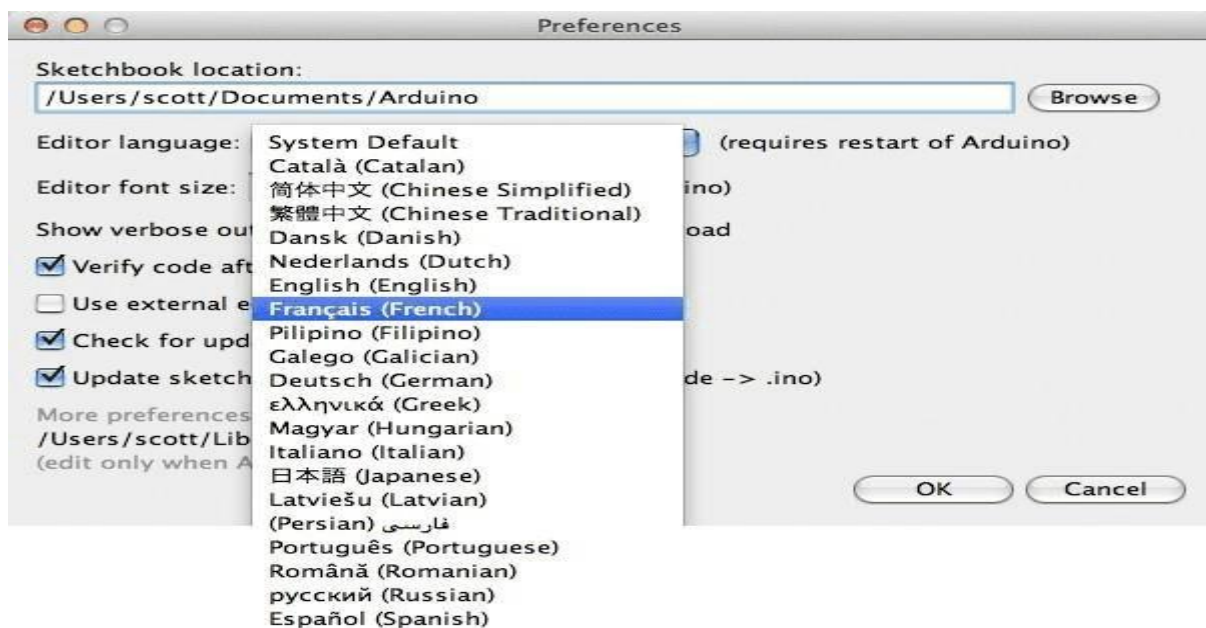 Preferences
Sketchbook location:
/Users/scott/Documents/Arduino
Browse
Editor language:
(requires restart of Arduino)
Editor font size:
ino)
Show verbose ou
oad
Verify code aft
Use external e
Check for upd
Update sketch
de -> .ino)
More preferences
/Users/scott/Lib
(edit only when A
System Default
Català (Catalan)
简体中文 (Chinese Simplified)
繁體中文 (Chinese Traditional)
Dansk (Danish)
Nederlands (Dutch)
English (English)
Français (French)
Pilipino (Filipino)
Galego (Galician)
Deutsch (German)
ελληνικά (Greek)
Magyar (Hungarian)
Italiano (Italian)
日本語 (Japanese)
Latviešu (Latvian)
(Persian) فارسی
Português (Portuguese)
Română (Romanian)
русский (Russian)
Español (Spanish)
OK
Cancel